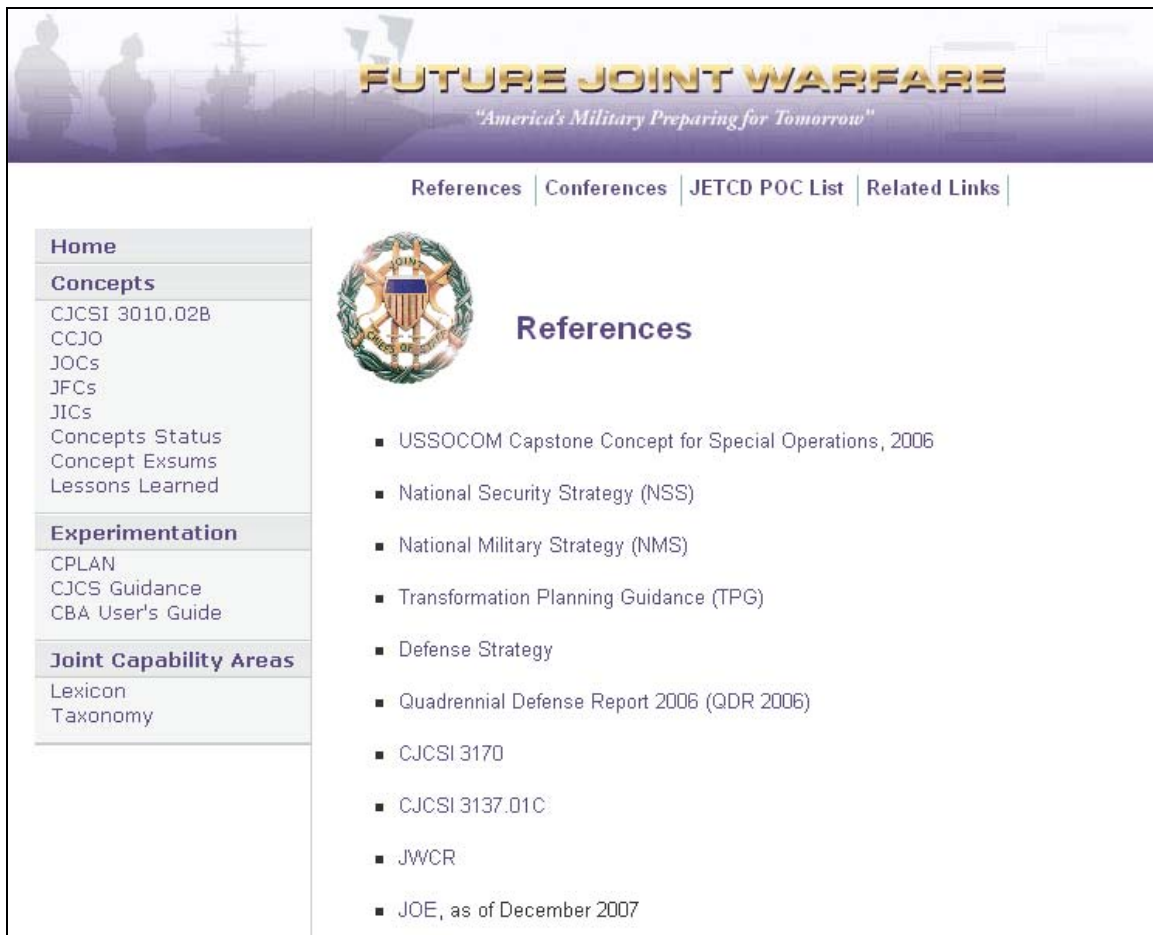 FUTURE JOINT WARFARE
"America's Military Preparing for Tomorrow"
References Conferences JETCD POC List Related Links
Home
Concepts
CJCSI 3010.02B
CCJO
JOCs
JFCs
JICs
Concepts Status
Concept Exsums
Lessons Learned
Experimentation
CPLAN
CJCS Guidance
CBA User's Guide
Joint Capability Areas
Lexicon
Taxonomy
JOINT
CHIEFS OF STAFF
References
▪ USSOCOM Capstone Concept for Special Operations, 2006
▪ National Security Strategy (NSS)
▪ National Military Strategy (NMS)
▪ Transformation Planning Guidance (TPG)
▪ Defense Strategy
▪ Quadrennial Defense Report 2006 (QDR 2006)
▪ CJCSI 3170
▪ CJCSI 3137.01C
▪ JWCR
▪ JOE, as of December 2007